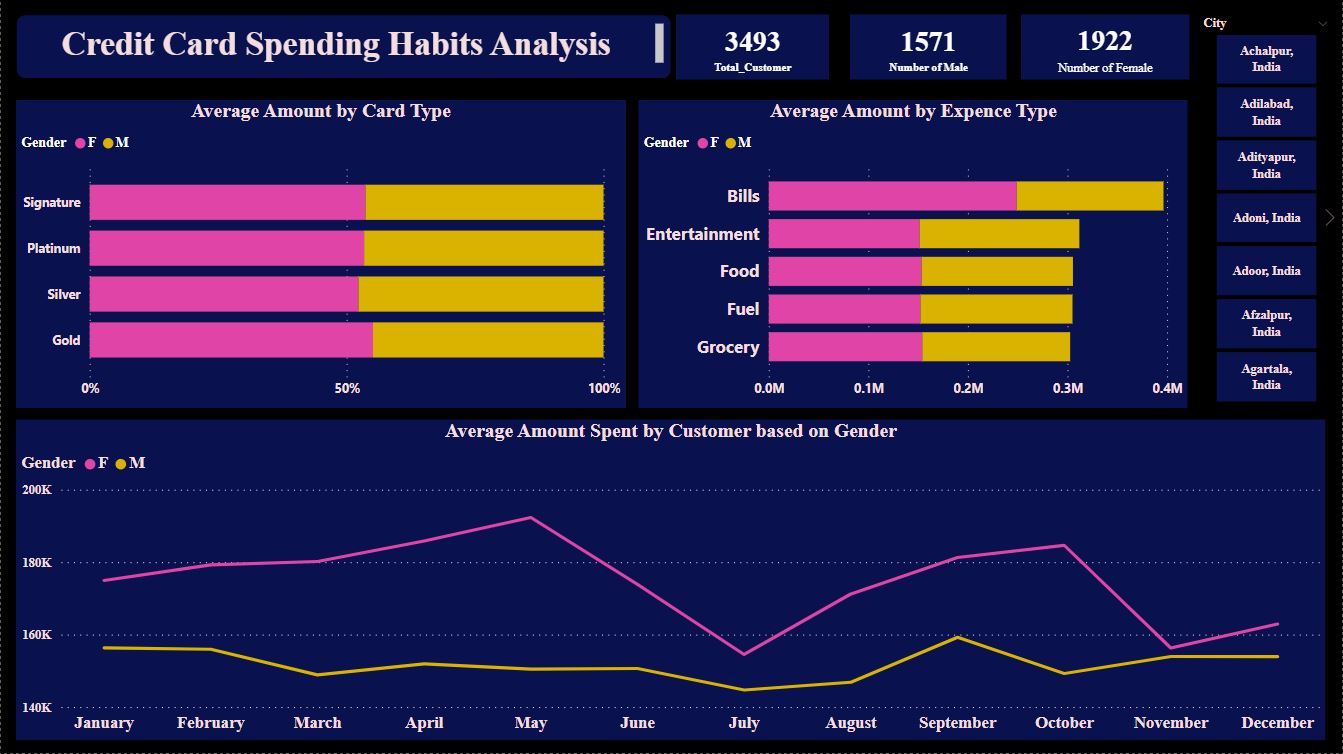 Credit Card Spending Habits Analysis
3493
Total_Customer
1571
Number of Male
1922
Number of Female
City
Achalpur,
India
Adilabad,
India
Adityapur,
India
Adoni, India
Adoor, India
Afzalpur,
India
Agartala,
India
Average Amount by Card Type
Gender F M
Signature
Platinum
Silver
Gold
0% 50% 100%
Average Amount by Expence Type
Gender F M
Bills
Entertainment
Food
Fuel
Grocery
0.0M 0.1M 0.2M 0.3M 0.4M
Average Amount Spent by Customer based on Gender
Gender F M
200K
180K
160K
140K
January February March April May June July August September October November December